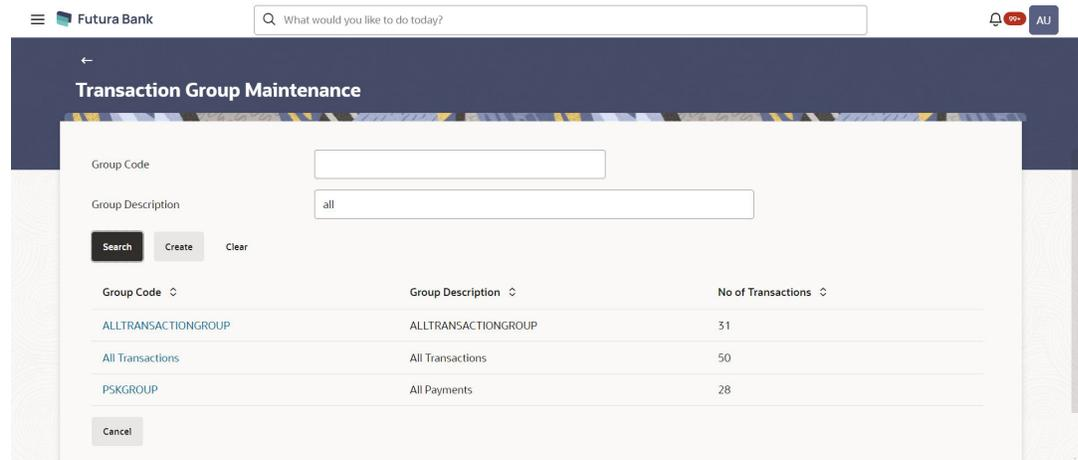 Futura Bank What would you like to do today? 99+ AU
Transaction Group Maintenance
Group Code
Group Description all
Search Create Clear
Group Code Group Description No of Transactions
ALLTRANSACTIONGROUP ALLTRANSACTIONGROUP 31
All Transactions All Transactions 50
PSKGROUP All Payments 28
Cancel